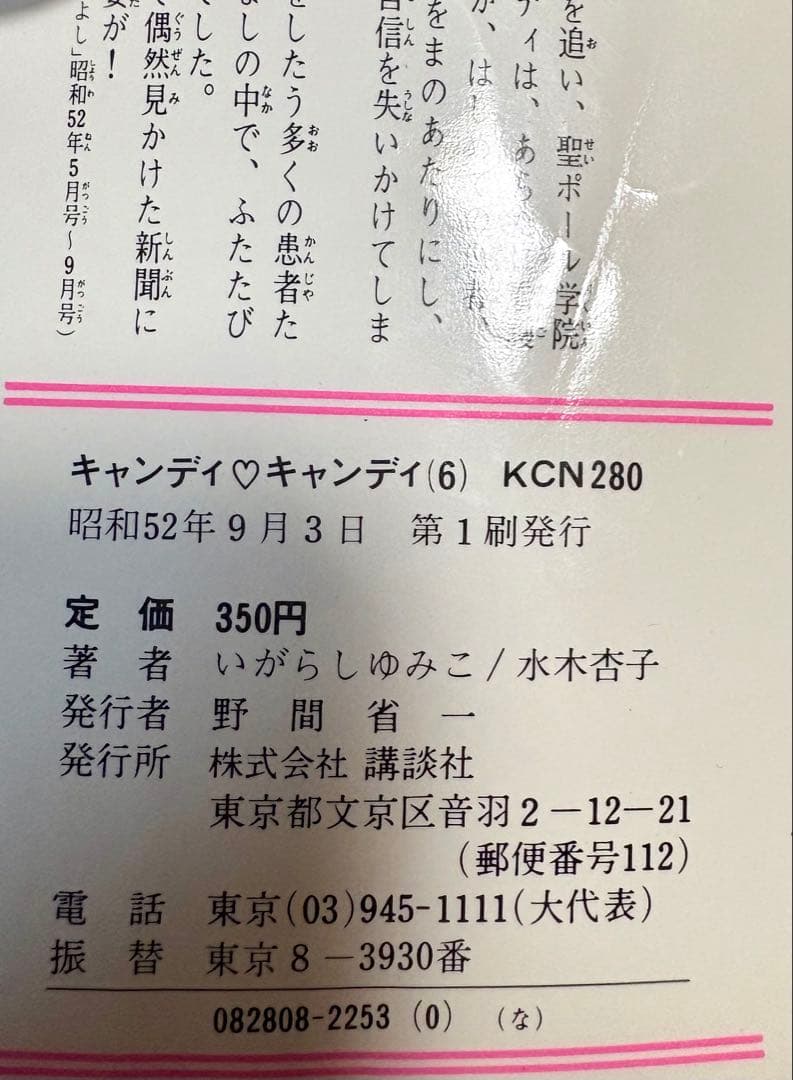 を追い、聖ポール学院
ディは、あら
が、は
をまのあたりにし、
自信を失いかけてしま
をしたう多くの患者た
ましの中で、ふたたび
でした。
で偶然見かけた新聞に
姿が!
よし」昭和52年5月号〜9月号)
キャンディ♡キャンディ(6) KCN280
昭和52年9月3日 第1刷発行
定 価 350円
著 者 いがらしゆみこ/水木杏子
発行者 野間省一
発行所 株式会社 講談社
東京都文京区音羽2-12-21
(郵便番号112)
電 話 東京(03)945-1111(大代表)
振 替 東京8-3930番
082808-2253 (0) (な)